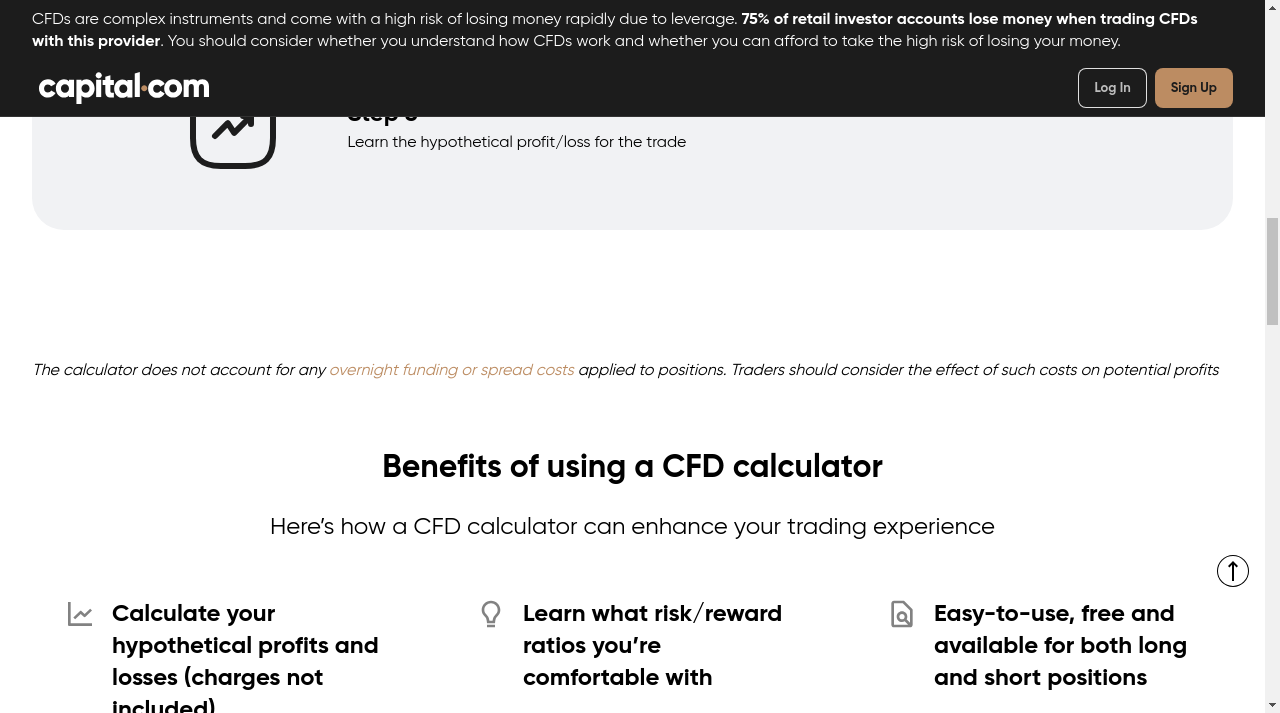 CFDs are complex instruments and come with a high risk of losing money rapidly due to leverage. 75% of retail investor accounts lose money when trading CFDs
with this provider. You should consider whether you understand how CFDs work and whether you can afford to take the high risk of losing your money.
capital.com
Log In
Sign Up
Learn the hypothetical profit/loss for the trade
The calculator does not account for any overnight funding or spread costs applied to positions. Traders should consider the effect of such costs on potential profits
Benefits of using a CFD calculator
Here’s how a CFD calculator can enhance your trading experience
Calculate your
hypothetical profits and
losses (charges not
included)
Learn what risk/reward
ratios you’re
comfortable with
Easy-to-use, free and
available for both long
and short positions